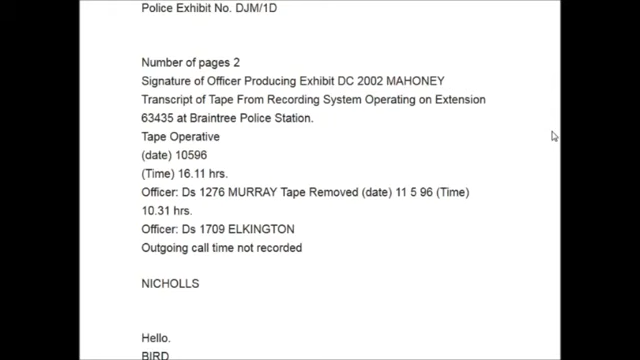 Police Exhibit No. DJM/1D
Number of pages 2
Signature of Officer Producing Exhibit DC 2002 MAHONEY
Transcript of Tape From Recording System Operating on Extension
63435 at Braintree Police Station.
Tape Operative
(date) 10596
(Time) 16.11 hrs.
Officer: Ds 1276 MURRAY Tape Removed (date) 11 5 96 (Time)
10.31 hrs.
Officer: Ds 1709 ELKINGTON
Outgoing call time not recorded
NICHOLLS
Hello.
BIRD